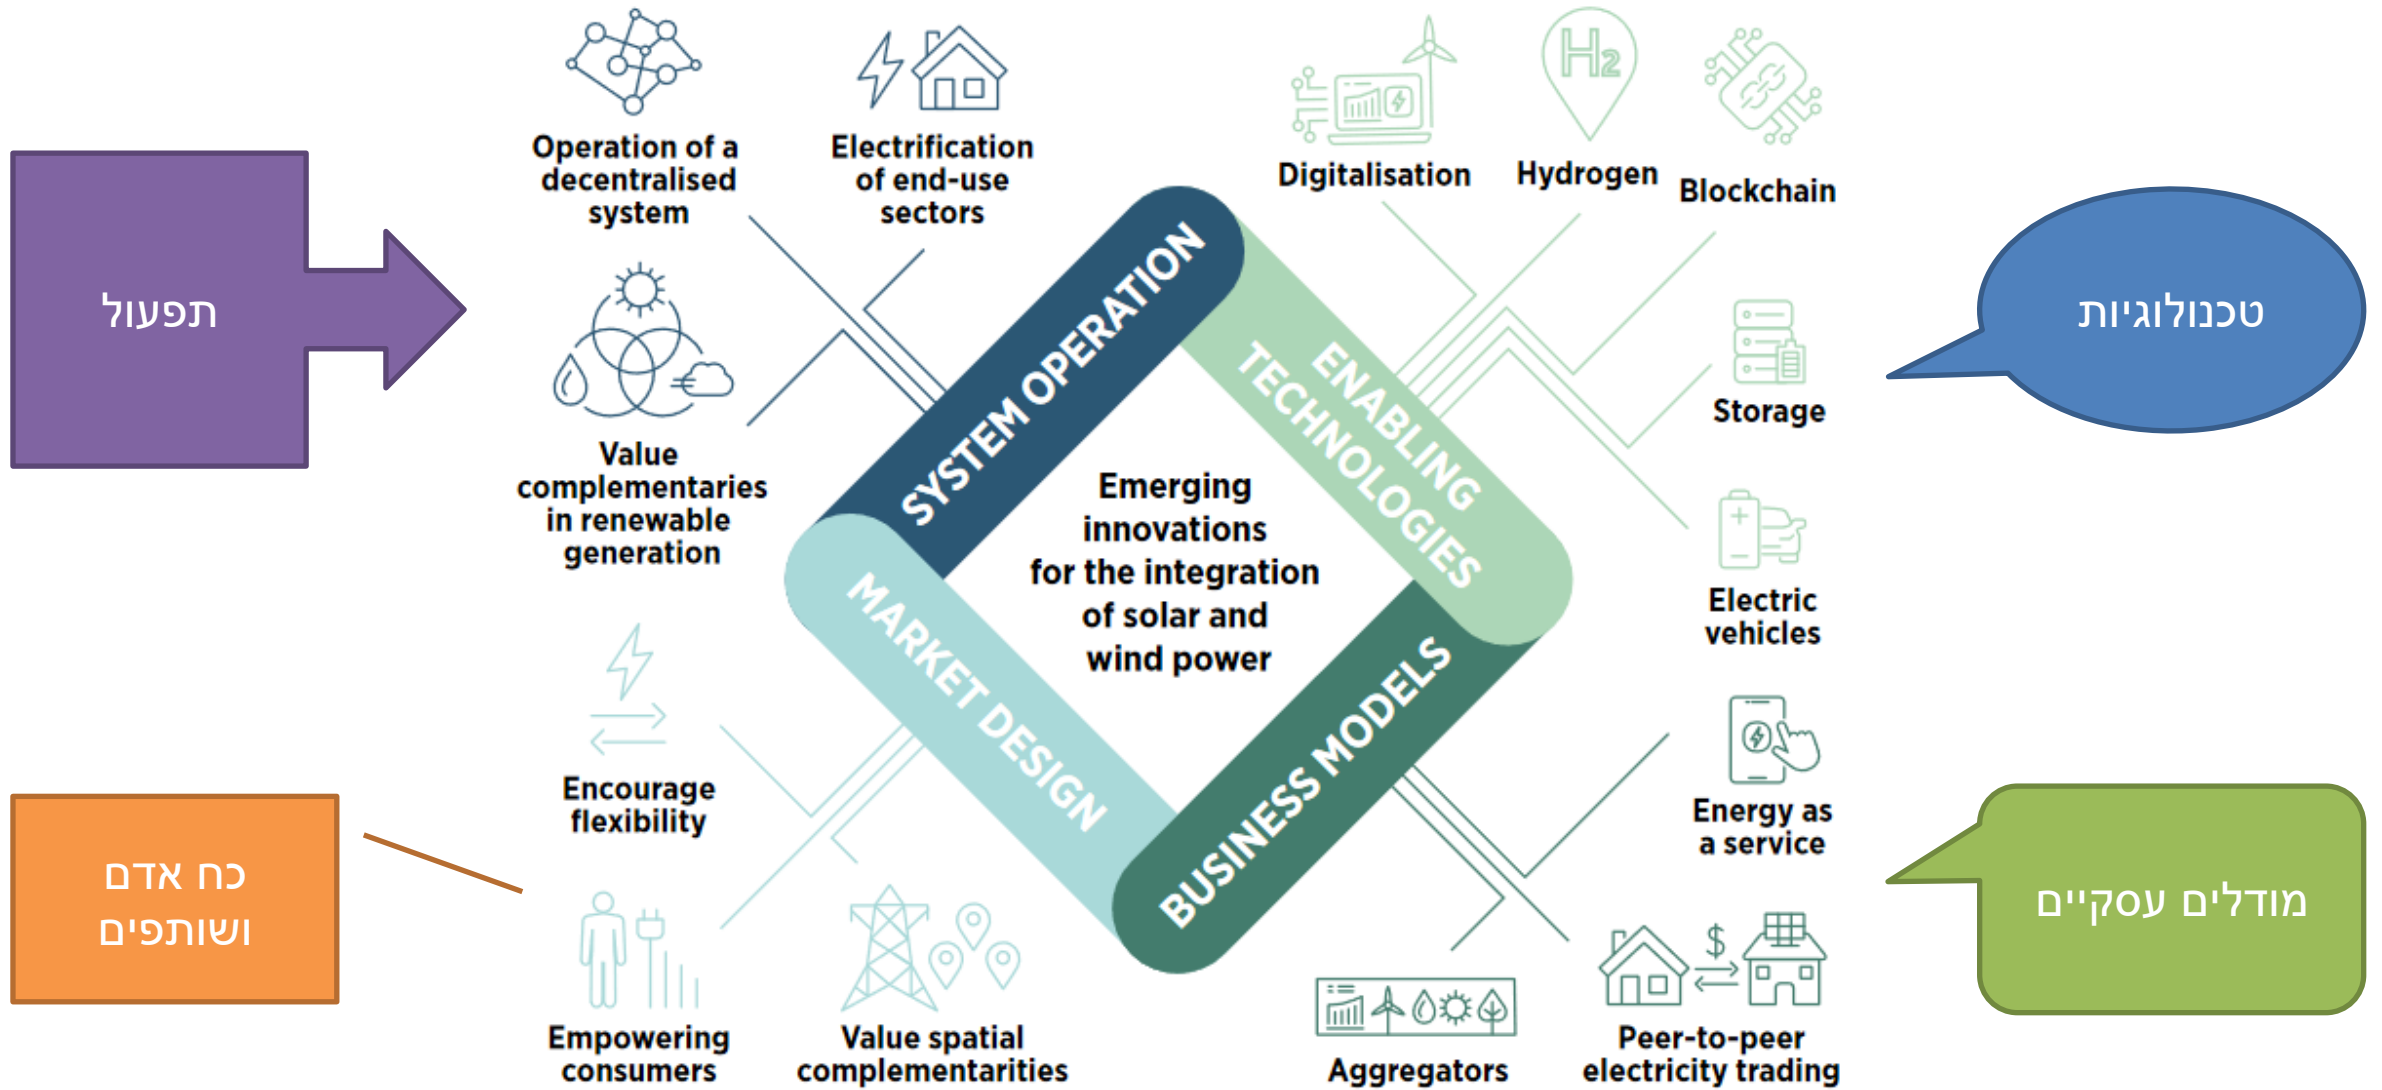 Operation of a
decentralised
system
Electrification
of end-use
sectors
Digitalisation
H2
Hydrogen
Blockchain
תפעול
טכנולוגיות
SYSTEM OPERATION
ENABLING
TECHNOLOGIES
Value
complementaries
in renewable
generation
Storage
Emerging
innovations
for the integration
of solar and
wind power
Electric
vehicles
MARKET DESIGN
BUSINESS MODELS
Encourage
flexibility
Energy as
a service
כח אדם
ושותפים
מודלים עסקיים
$
Empowering
consumers
Value spatial
complementarities
Aggregators
Peer-to-peer
electricity trading